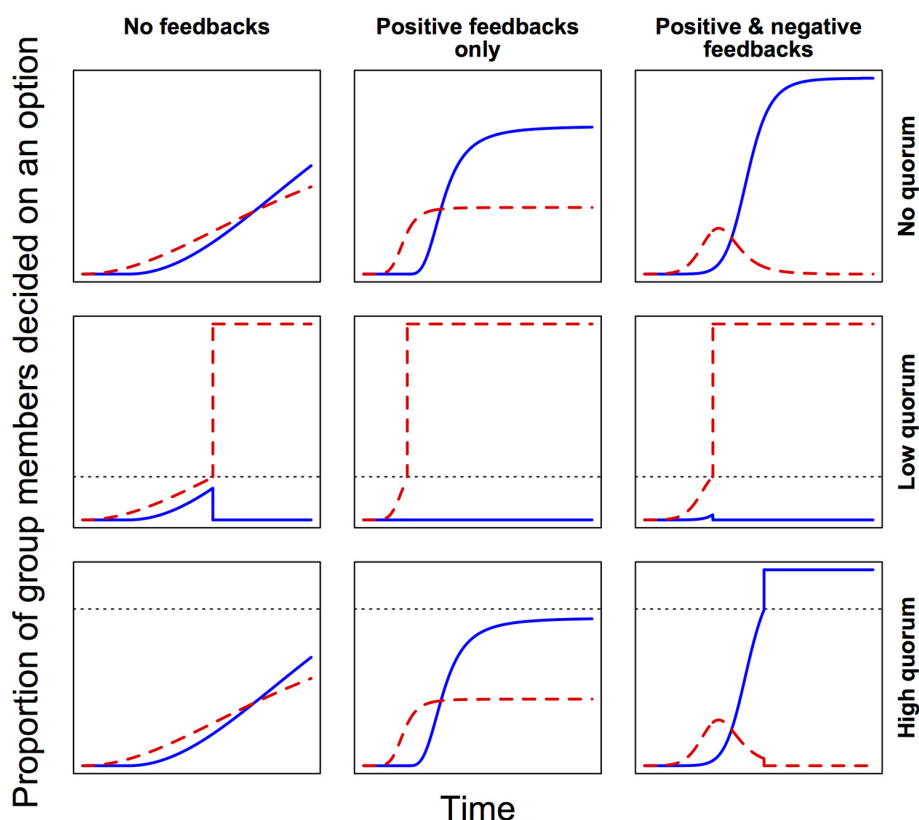 No feedbacks
Positive feedbacks
only
Positive & negative
feedbacks
Proportion of group members decided on an option
No quorum
Low quorum
High quorum
Time